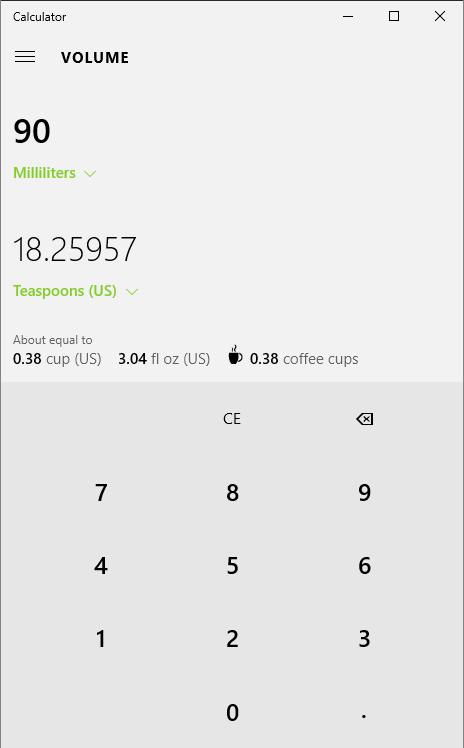 Calculator
VOLUME
90
Milliliters
18.25957
Teaspoons (US)
About equal to
0.38 cup (US) 3.04 fl oz (US) 0.38 coffee cups
CE
7 8 9
4 5 6
1 2 3
0 .